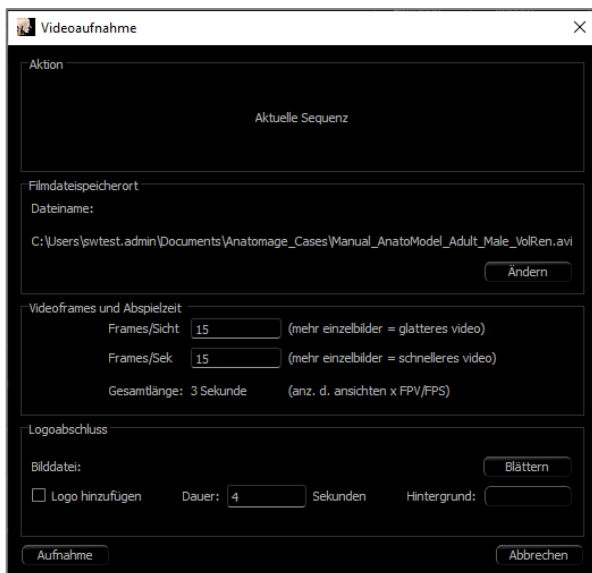 Videoaufnahme
Aktion
Aktuelle Sequenz
Filmdateispeicherort
Dateiname:
C:\Users\swtest.admin\Documents\Anatomage_Cases\Manual_AnatoModel_Adult_Male_VolRen.avi
Ändern
Videoframes und Abspielzeit
Frames/Sicht 15 (mehr einzelbilder = glatteres video)
Frames/Sek 15 (mehr einzelbilder = schnelleres video)
Gesamtlänge: 3 Sekunde (anz. d. ansichten x FPV/FPS)
Logoabschluss
Bilddatei: Blättern
Logo hinzufügen Dauer: 4 Sekunden Hintergrund:
Aufnahme Abbrechen